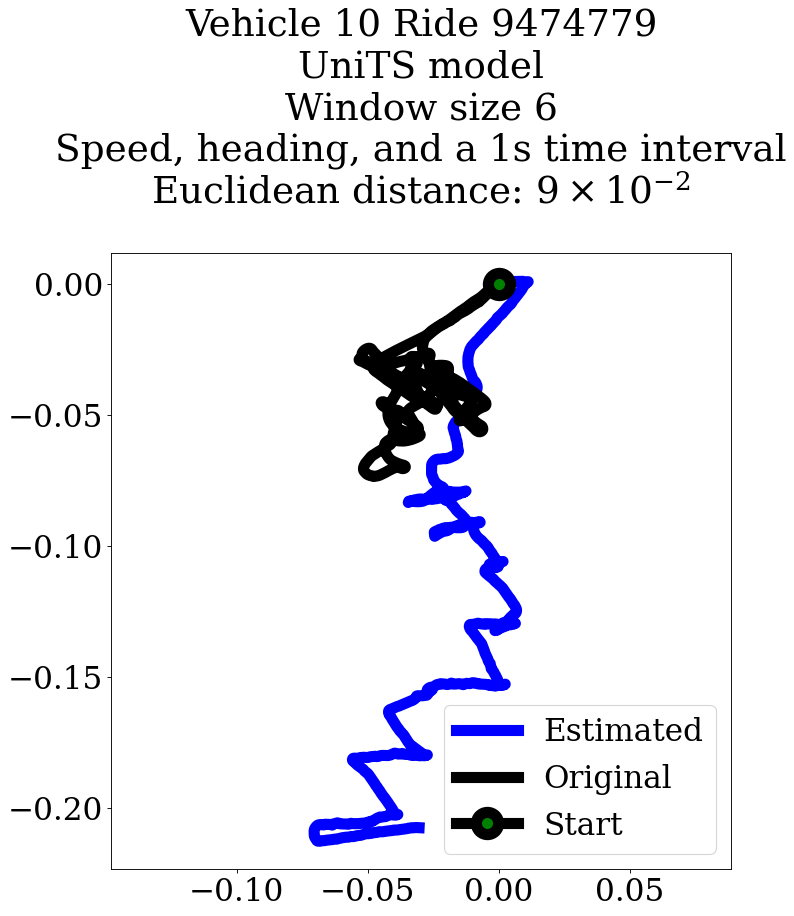 Vehicle 10 Ride 9474779
UniTS model
Window size 6
Speed, heading, and a 1s time interval
Euclidean distance: 9 × 10⁻²
0.00
−0.05
−0.10
−0.15
−0.20
Estimated
Original
Start
−0.10 −0.05 0.00 0.05